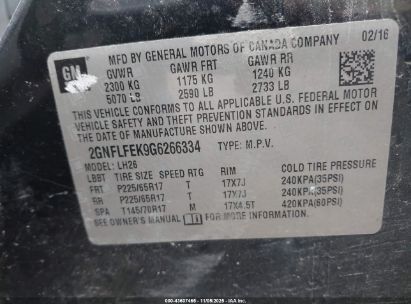 GM MFD BY GENERAL MOTORS OF CANADA COMPANY 02/16
GVWR GAWR FRT GAWR RR
2300 KG 1175 KG 1240 KG
5070 LB 2590 LB 2733 LB
THIS VEHICLE CONFORMS TO ALL APPLICABLE U.S. FEDERAL MOTOR
VEHICLE SAFETY, BUMPER, AND THEFT PREVENTION STANDARDS IN EFFECT ON
THE DATE OF MANUFACTURE SHOWN ABOVE.
2GNFLFEK9G6266334 TYPE: M.P.V.
MODEL: LH26
LBST TIRE SIZE SPEED RTG RIM COLD TIRE PRESSURE
FRT P225/65R17 T 17X7J 240KPA(35PSI)
RR P225/65R17 T 17X7J 240KPA(35PSI)
SPA T145/70R17 M 17X4.5T 420KPA(60PSI)
SEE OWNER'S MANUAL FOR MORE INFORMATION.